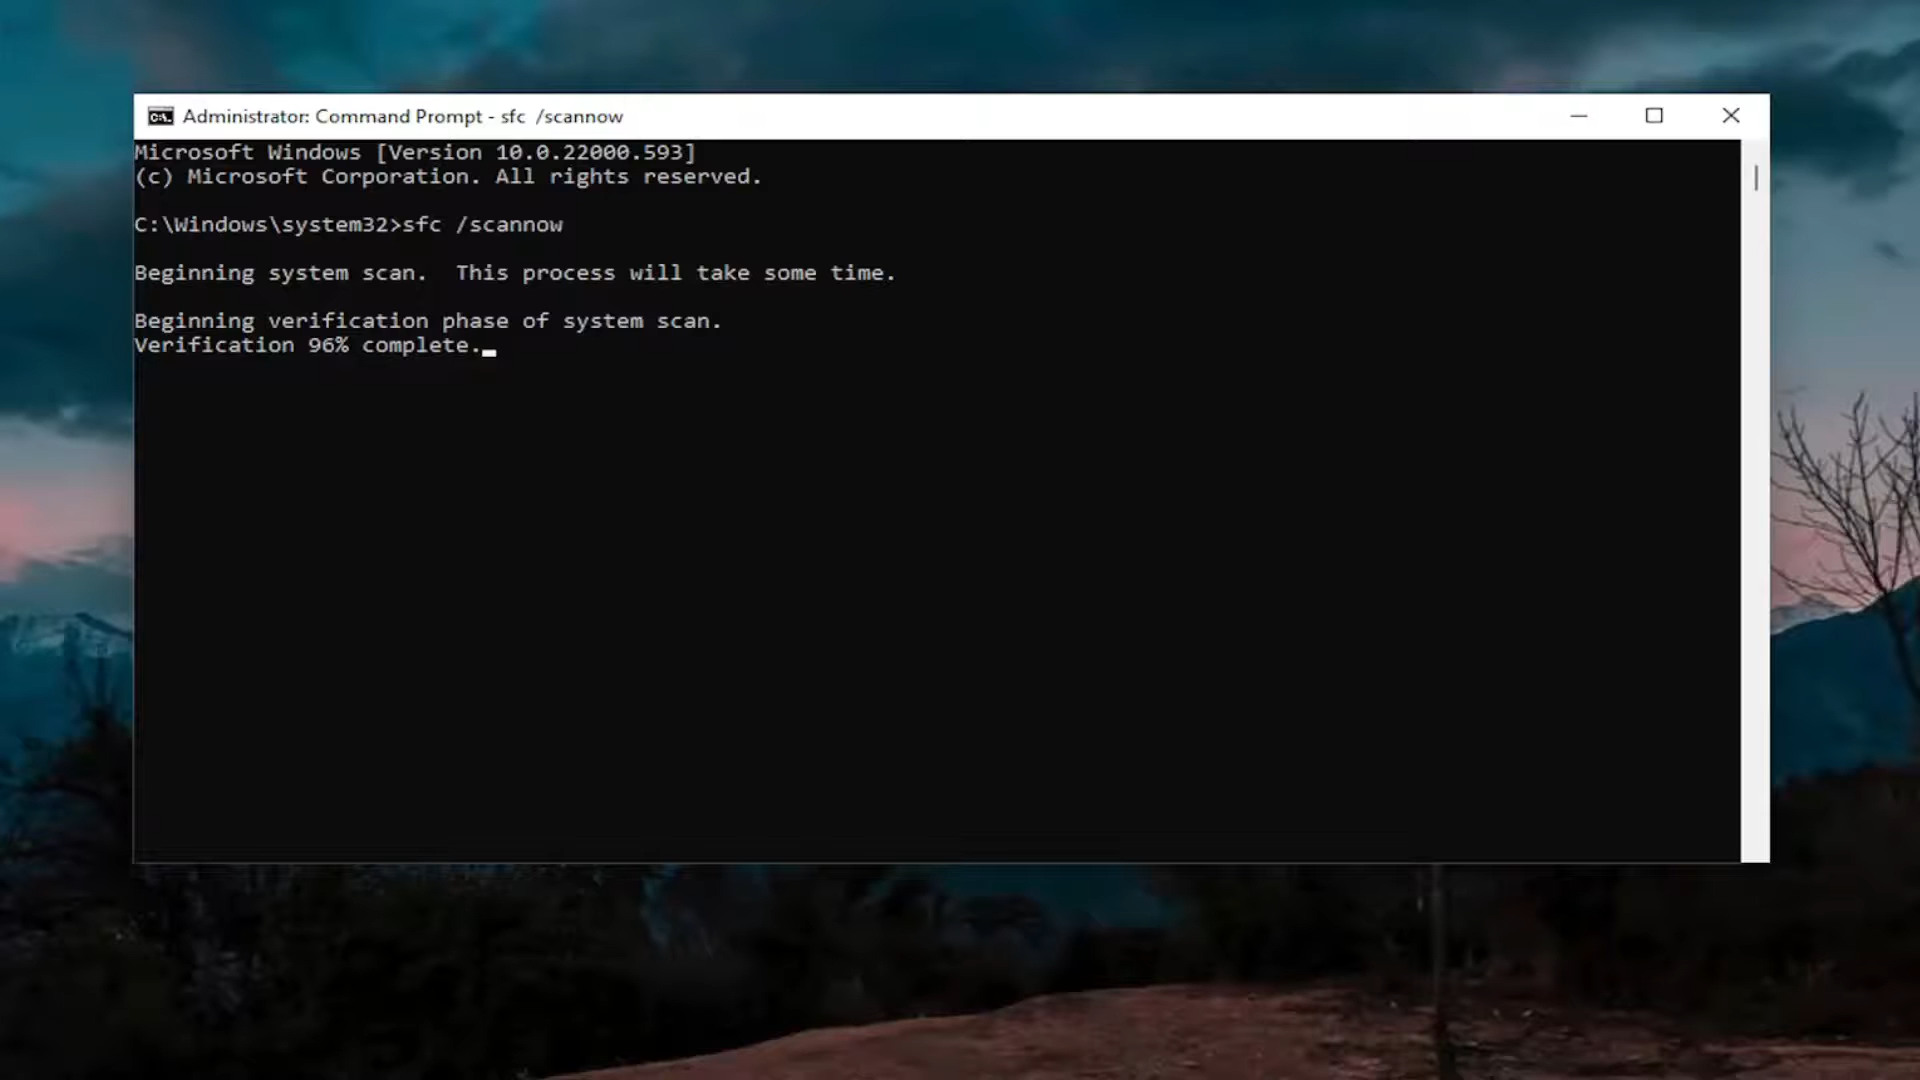 Administrator: Command Prompt - sfc  /scannow
Microsoft Windows [Version 10.0.22000.593]
(c) Microsoft Corporation. All rights reserved.
C:\Windows\system32>sfc /scannow
Beginning system scan.  This process will take some time.
Beginning verification phase of system scan.
Verification 96% complete.